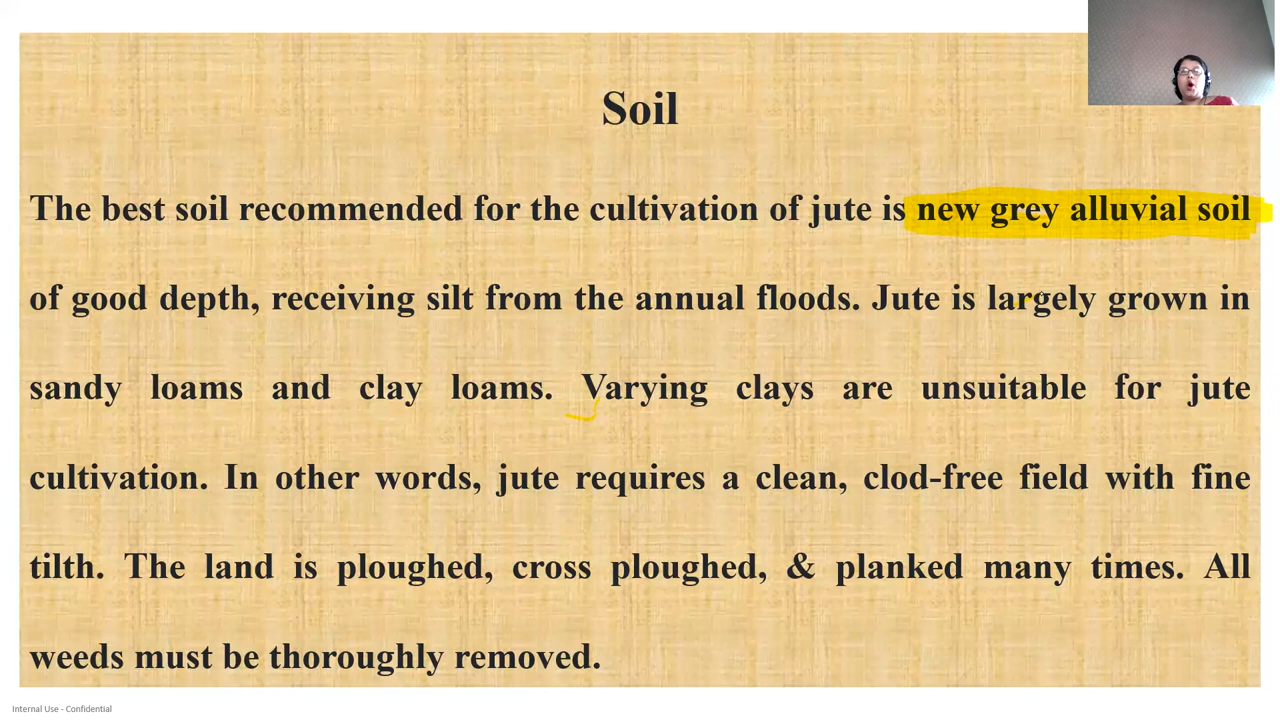 Soil
The best soil recommended for the cultivation of jute is new grey alluvial soil
of good depth, receiving silt from the annual floods. Jute is largely grown in
sandy loams and clay loams. Varying clays are unsuitable for jute
cultivation. In other words, jute requires a clean, clod-free field with fine
tilth. The land is ploughed, cross ploughed, & planked many times. All
weeds must be thoroughly removed.
Internal Use - Confidential